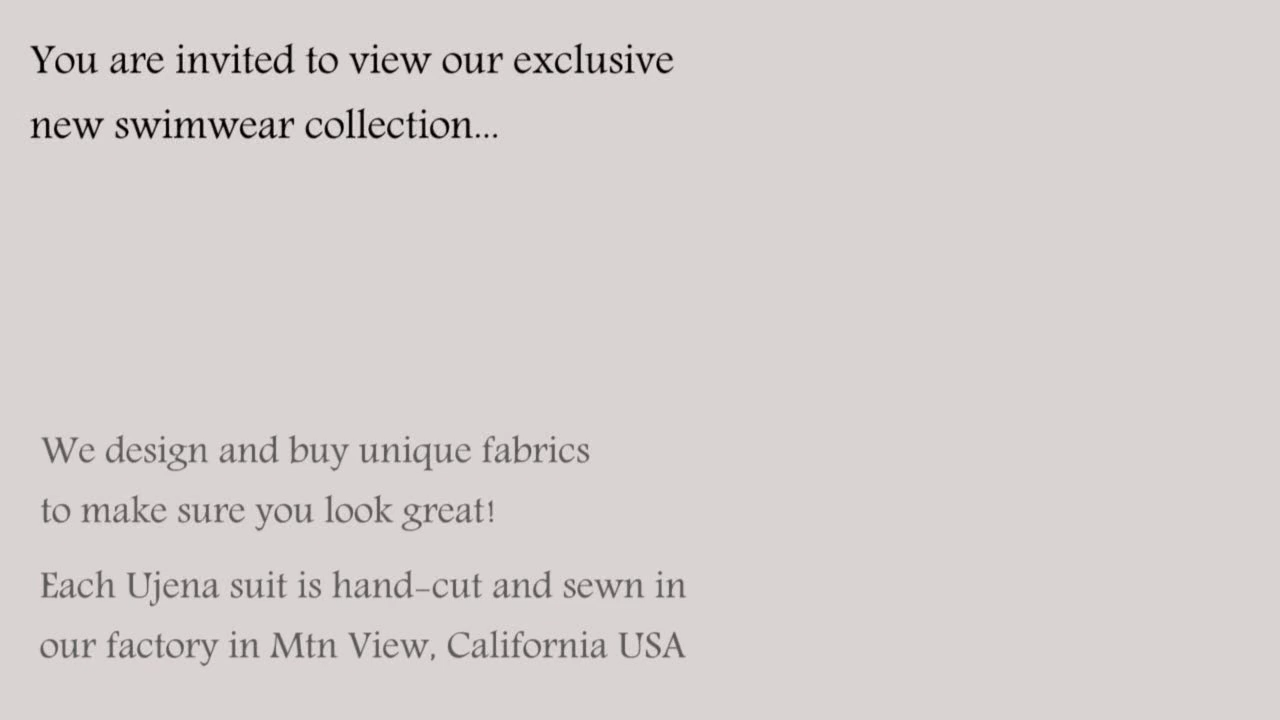 You are invited to view our exclusive
new swimwear collection...
We design and buy unique fabrics
to make sure you look great!
Each Ujena suit is hand-cut and sewn in
our factory in Mtn View, California USA